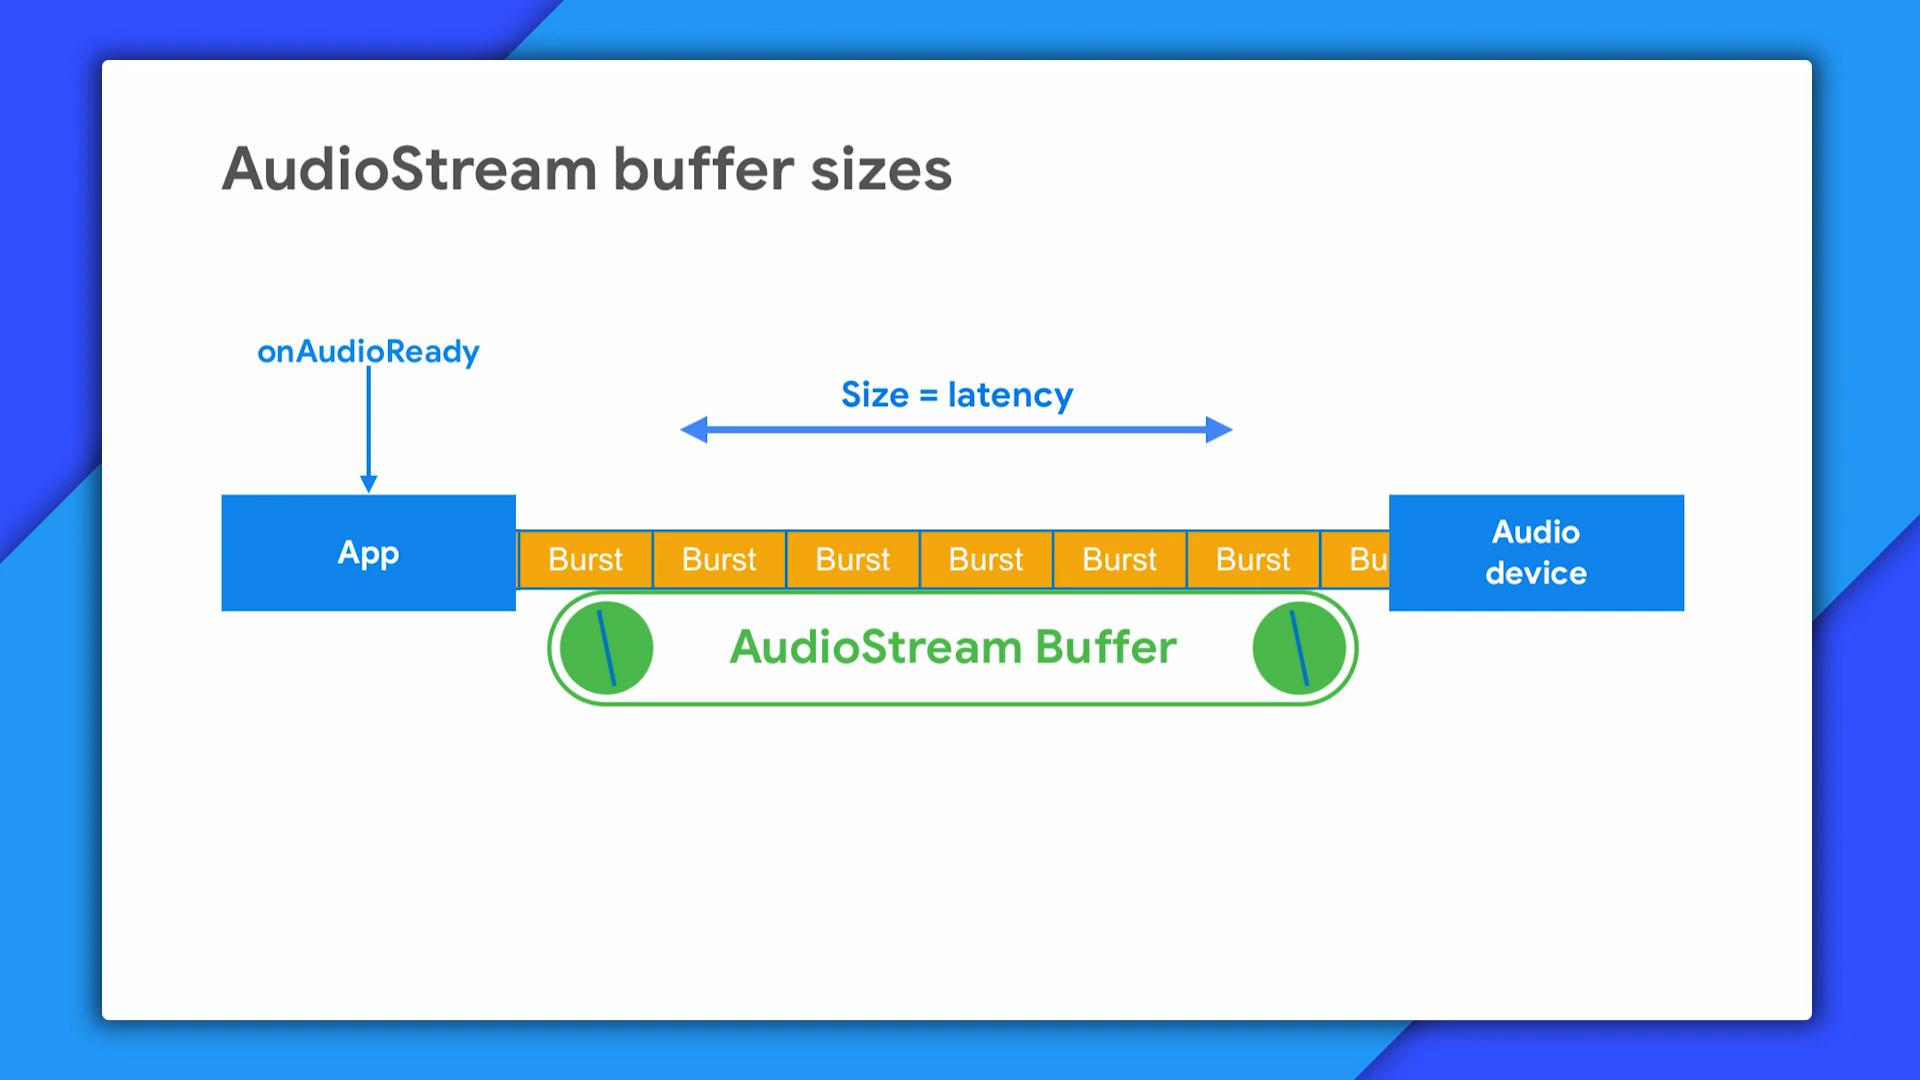 AudioStream buffer sizes
onAudioReady
Size = latency
App
Burst Burst Burst Burst Burst Burst Bu
Audio
device
AudioStream Buffer